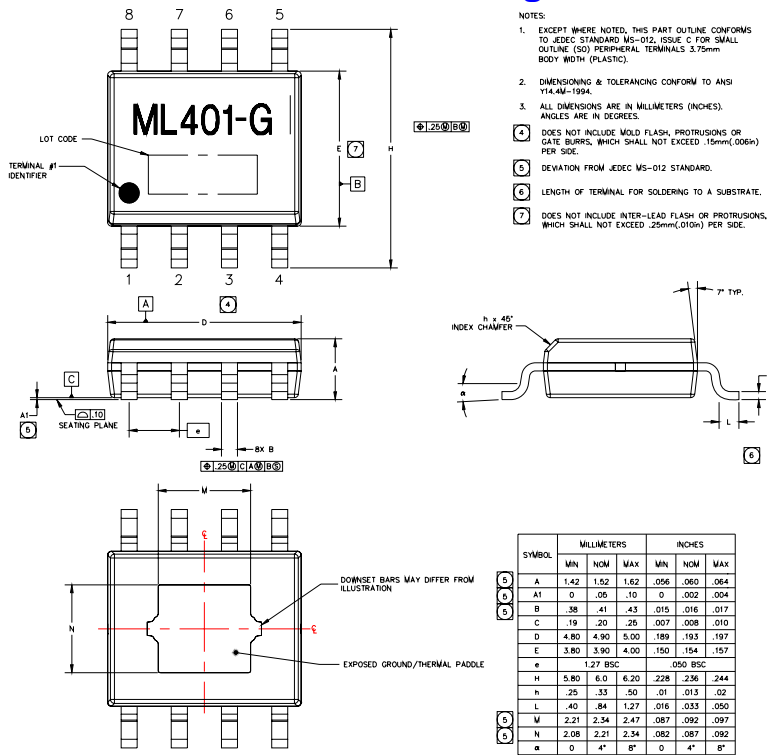 8 7 6 5
ML401-G
LOT CODE
TERMINAL #1
IDENTIFIER
1 2 3 4
E 7
B
H
⌖ .25 Ⓜ B Ⓜ
NOTES:
1. EXCEPT WHERE NOTED, THIS PART OUTLINE CONFORMS
TO JEDEC STANDARD MS-012, ISSUE C FOR SMALL
OUTLINE (SO) PERIPHERAL TERMINALS 3.75mm
BODY WIDTH (PLASTIC).
2. DIMENSIONING & TOLERANCING CONFORM TO ANSI
Y14.4M-1994.
3. ALL DIMENSIONS ARE IN MILLIMETERS (INCHES).
ANGLES ARE IN DEGREES.
4 DOES NOT INCLUDE MOLD FLASH, PROTRUSIONS OR
GATE BURRS, WHICH SHALL NOT EXCEED .15mm(.006in)
PER SIDE.
5 DEVIATION FROM JEDEC MS-012 STANDARD.
6 LENGTH OF TERMINAL FOR SOLDERING TO A SUBSTRATE.
7 DOES NOT INCLUDE INTER-LEAD FLASH OR PROTRUSIONS,
WHICH SHALL NOT EXCEED .25mm(.010in) PER SIDE.
A 4
D
A
C
A1
5
⌓ .10
SEATING PLANE
e
8X B
⌖ .25 Ⓜ C A Ⓜ B Ⓢ
7° TYP.
h x 45°
INDEX CHAMFER
α
L
6
M
N
℄
℄
DOWNSET BARS MAY DIFFER FROM
ILLUSTRATION
EXPOSED GROUND/THERMAL PADDLE
SYMBOL MILLIMETERS INCHES
MIN NOM MAX MIN NOM MAX
5 A 1.42 1.52 1.62 .056 .060 .064
5 A1 0 .05 .10 0 .002 .004
5 B .38 .41 .43 .015 .016 .017
C .19 .20 .25 .007 .008 .010
D 4.80 4.90 5.00 .189 .193 .197
E 3.80 3.90 4.00 .150 .154 .157
e 1.27 BSC .050 BSC
H 5.80 6.0 6.20 .228 .236 .244
h .25 .33 .50 .01 .013 .02
L .40 .84 1.27 .016 .033 .050
5 M 2.21 2.34 2.47 .087 .092 .097
5 N 2.08 2.21 2.34 .082 .087 .092
α 0 4° 8° 0 4° 8°